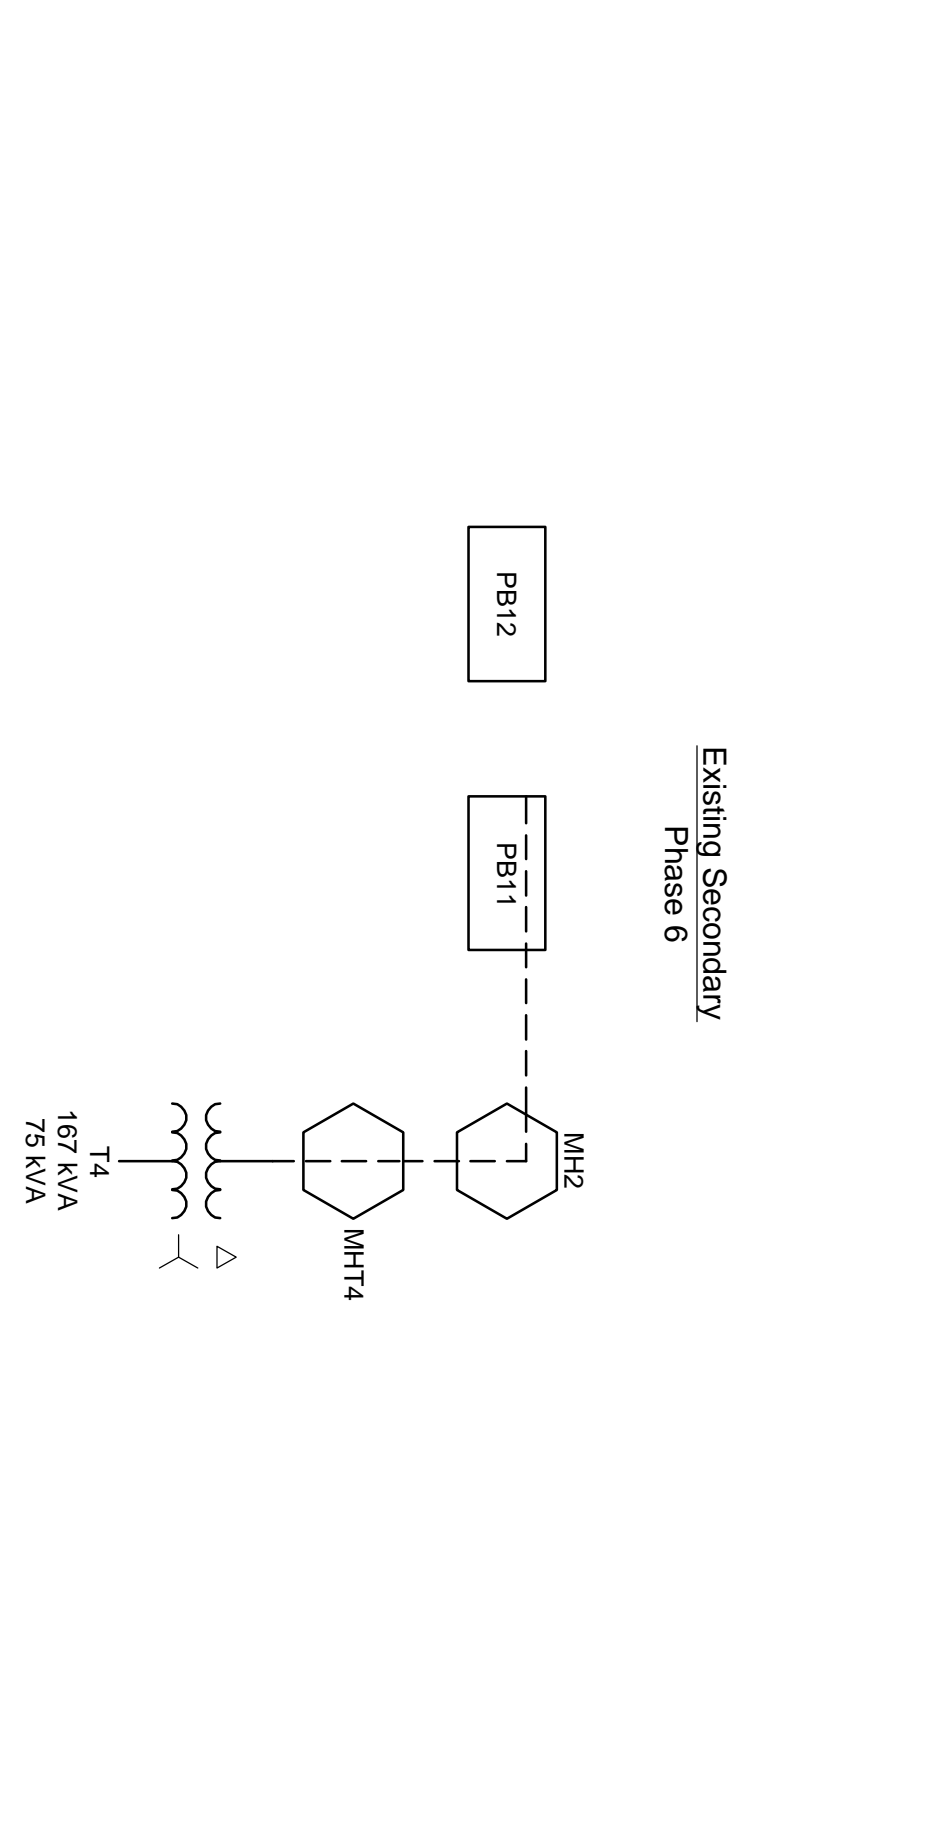 Existing Secondary
Phase 6
MH2
PB12
PB11
MHT4
T4
167 kVA
75 kVA